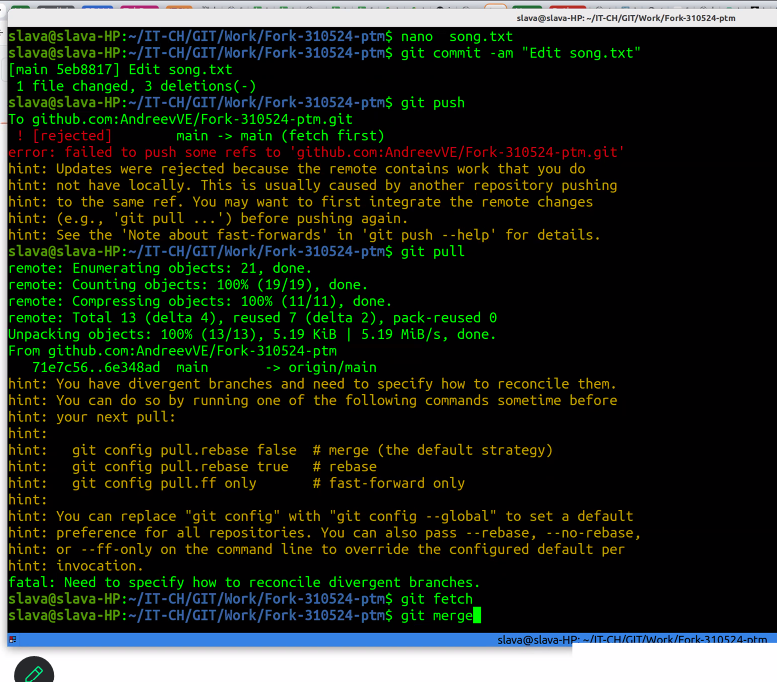 slava@slava-HP: ~/IT-CH/GIT/Work/Fork-310524-ptm
slava@slava-HP:~/IT-CH/GIT/Work/Fork-310524-ptm$ nano  song.txt
slava@slava-HP:~/IT-CH/GIT/Work/Fork-310524-ptm$ git commit -am "Edit song.txt"
[main 5eb8817] Edit song.txt
 1 file changed, 3 deletions(-)
slava@slava-HP:~/IT-CH/GIT/Work/Fork-310524-ptm$ git push
To github.com:AndreevVE/Fork-310524-ptm.git
 ! [rejected]        main -> main (fetch first)
error: failed to push some refs to 'github.com:AndreevVE/Fork-310524-ptm.git'
hint: Updates were rejected because the remote contains work that you do
hint: not have locally. This is usually caused by another repository pushing
hint: to the same ref. You may want to first integrate the remote changes
hint: (e.g., 'git pull ...') before pushing again.
hint: See the 'Note about fast-forwards' in 'git push --help' for details.
slava@slava-HP:~/IT-CH/GIT/Work/Fork-310524-ptm$ git pull
remote: Enumerating objects: 21, done.
remote: Counting objects: 100% (19/19), done.
remote: Compressing objects: 100% (11/11), done.
remote: Total 13 (delta 4), reused 7 (delta 2), pack-reused 0
Unpacking objects: 100% (13/13), 5.19 KiB | 5.19 MiB/s, done.
From github.com:AndreevVE/Fork-310524-ptm
   71e7c56..6e348ad  main       -> origin/main
hint: You have divergent branches and need to specify how to reconcile them.
hint: You can do so by running one of the following commands sometime before
hint: your next pull:
hint:
hint:   git config pull.rebase false  # merge (the default strategy)
hint:   git config pull.rebase true   # rebase
hint:   git config pull.ff only       # fast-forward only
hint:
hint: You can replace "git config" with "git config --global" to set a default
hint: preference for all repositories. You can also pass --rebase, --no-rebase,
hint: or --ff-only on the command line to override the configured default per
hint: invocation.
fatal: Need to specify how to reconcile divergent branches.
slava@slava-HP:~/IT-CH/GIT/Work/Fork-310524-ptm$ git fetch
slava@slava-HP:~/IT-CH/GIT/Work/Fork-310524-ptm$ git merge
slava@slava-HP: ~/IT-CH/GIT/Work/Fork-310524-ptm